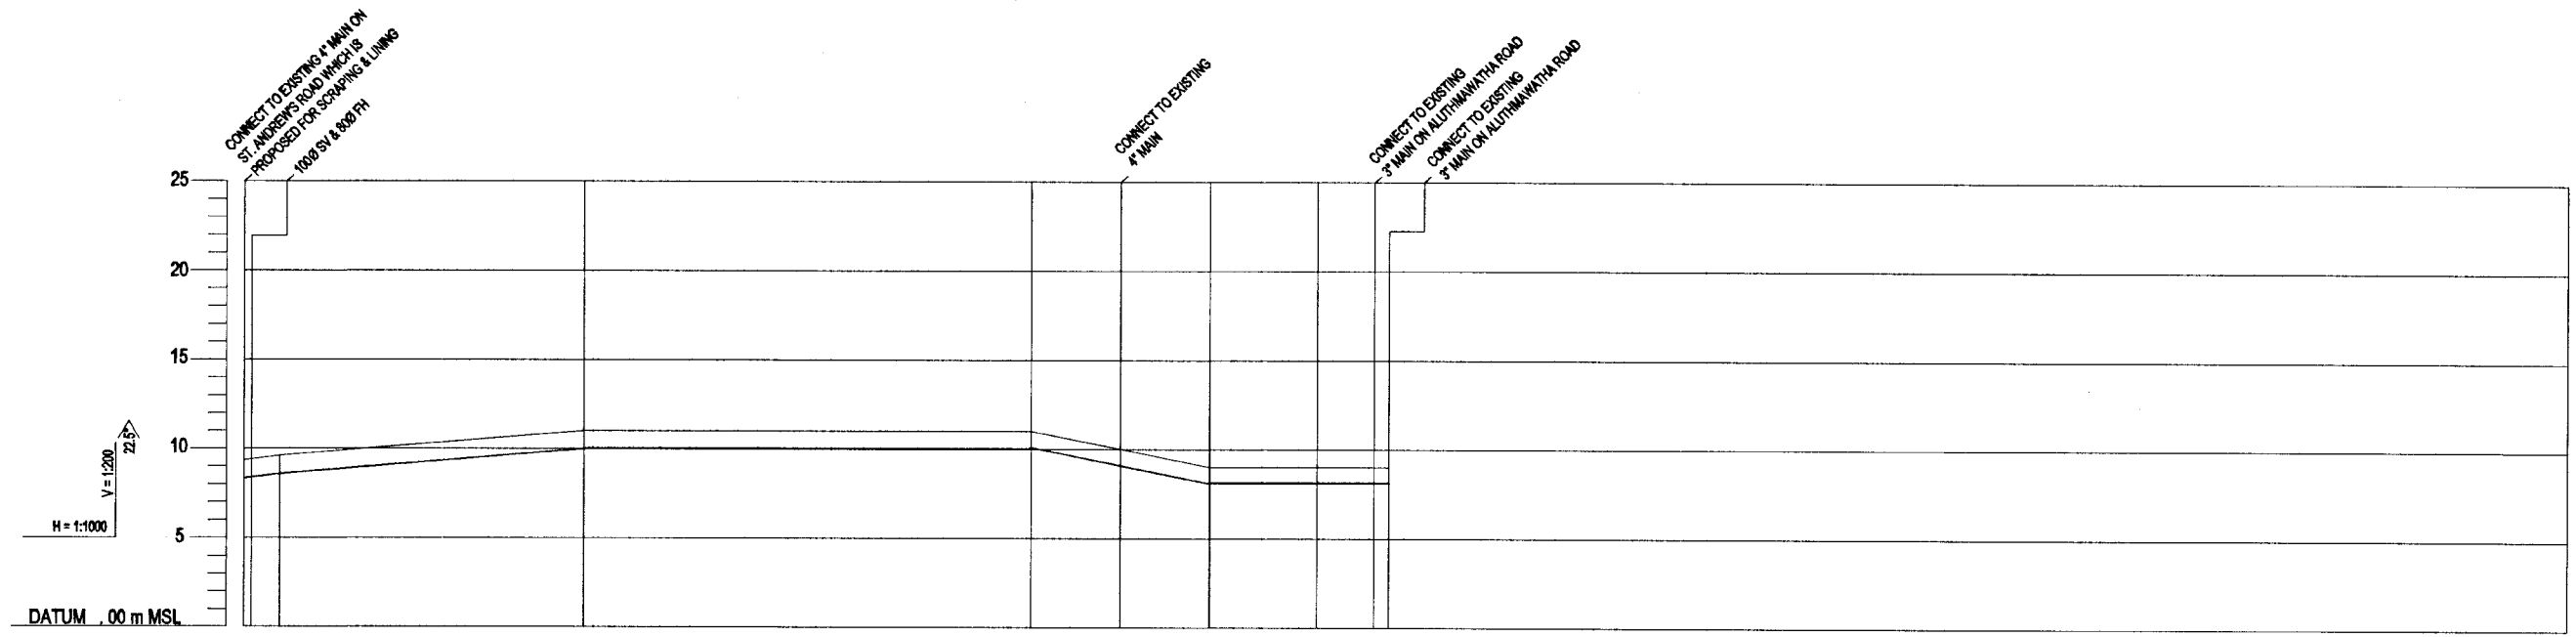 CONNECT TO EXISTING 4" MAIN ON
ST. ANDREW'S ROAD WHICH IS
PROPOSED FOR SCRAPING & LINING
100Ø SV & 80Ø FH
CONNECT TO EXISTING
4" MAIN
CONNECT TO EXISTING
3" MAIN ON ALUTHMAWATHA ROAD
CONNECT TO EXISTING
3" MAIN ON ALUTHMAWATHA ROAD
25
20
15
10
5
22.5°
V = 1:200
H = 1:1000
DATUM .00 m MSL